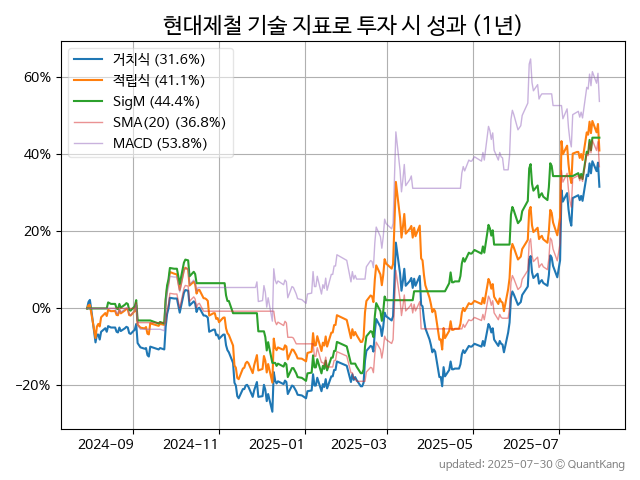 현대제철 기술 지표로 투자 시 성과 (1년)
거치식 (31.6%)
적립식 (41.1%)
SigM (44.4%)
SMA(20) (36.8%)
MACD (53.8%)
60%
40%
20%
0%
−20%
2024-09 2024-11 2025-01 2025-03 2025-05 2025-07
updated: 2025-07-30 © QuantKang